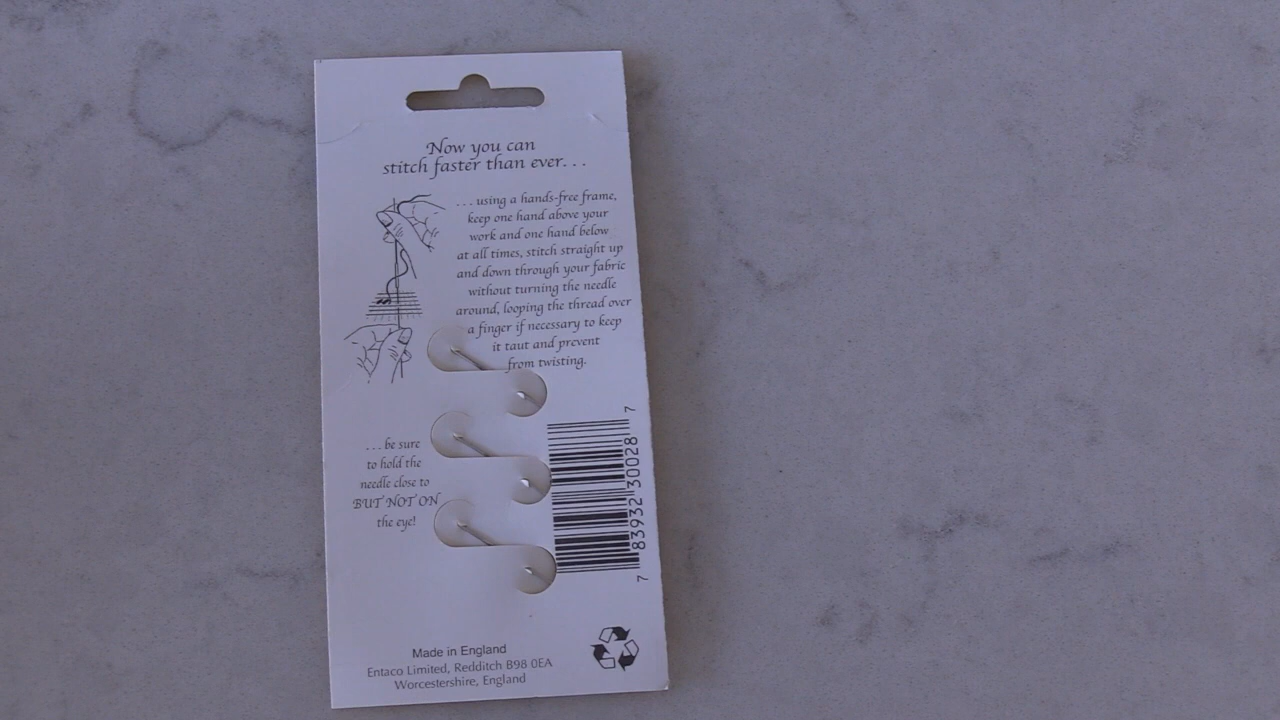 Now you can
stitch faster than ever. . .
. . . using a hands-free frame,
keep one hand above your
work and one hand below
at all times, stitch straight up
and down through your fabric
without turning the needle
around, looping the thread over
a finger if necessary to keep
it taut and prevent
from twisting.
. . . be sure
to hold the
needle close to
BUT NOT ON
the eye!
7 83932 30028 7
Made in England
Entaco Limited, Redditch B98 0EA
Worcestershire, England